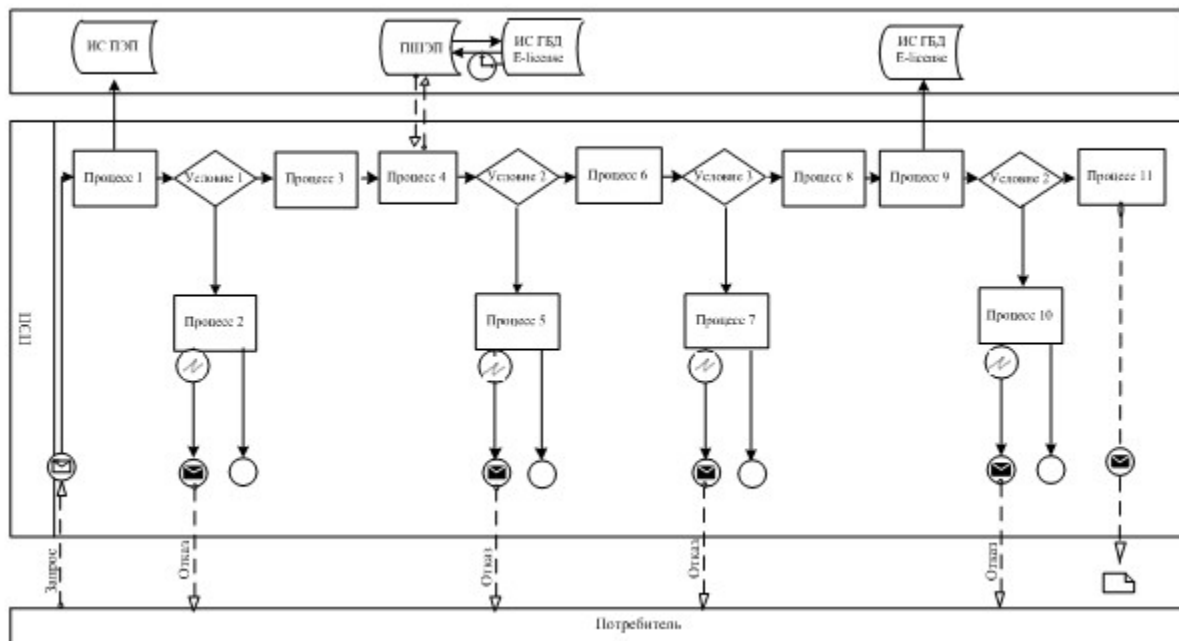 ИС ПЭП
ПШЭП
ИС ГБД
E-license
ИС ГБД
E-license
Процесс 1
Условие 1
Процесс 3
Процесс 4
Условие 2
Процесс 6
Условие 3
Процесс 8
Процесс 9
Условие 2
Процесс 11
Процесс 2
Процесс 5
Процесс 7
Процесс 10
ПЭП
Запрос
Отказ
Отказ
Отказ
Отказ
Потребитель